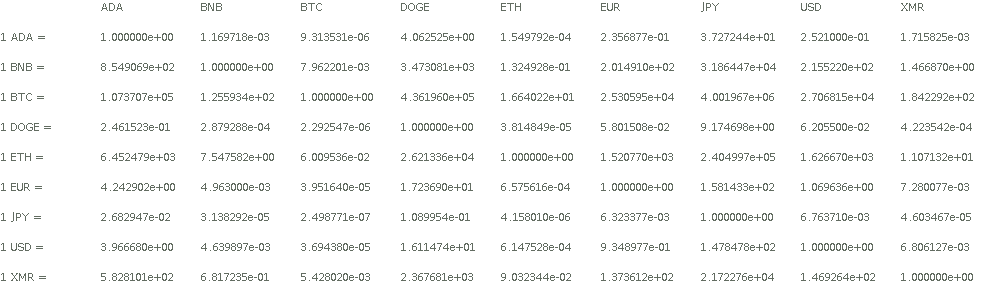 ADA BNB BTC DOGE ETH EUR JPY USD XMR
1 ADA = 1.000000e+00 1.169718e-03 9.313531e-06 4.062525e+00 1.549792e-04 2.356877e-01 3.727244e+01 2.521000e-01 1.715825e-03
1 BNB = 8.549069e+02 1.000000e+00 7.962201e-03 3.473081e+03 1.324928e-01 2.014910e+02 3.186447e+04 2.155220e+02 1.466870e+00
1 BTC = 1.073707e+05 1.255934e+02 1.000000e+00 4.361960e+05 1.664022e+01 2.530595e+04 4.001967e+06 2.706815e+04 1.842292e+02
1 DOGE = 2.461523e-01 2.879288e-04 2.292547e-06 1.000000e+00 3.814849e-05 5.801508e-02 9.174698e+00 6.205500e-02 4.223542e-04
1 ETH = 6.452479e+03 7.547582e+00 6.009536e-02 2.621336e+04 1.000000e+00 1.520770e+03 2.404997e+05 1.626670e+03 1.107132e+01
1 EUR = 4.242902e+00 4.963000e-03 3.951640e-05 1.723690e+01 6.575616e-04 1.000000e+00 1.581433e+02 1.069636e+00 7.280077e-03
1 JPY = 2.682947e-02 3.138292e-05 2.498771e-07 1.089954e-01 4.158010e-06 6.323377e-03 1.000000e+00 6.763710e-03 4.603467e-05
1 USD = 3.966680e+00 4.639897e-03 3.694380e-05 1.611474e+01 6.147528e-04 9.348977e-01 1.478478e+02 1.000000e+00 6.806127e-03
1 XMR = 5.828101e+02 6.817235e-01 5.428020e-03 2.367681e+03 9.032344e-02 1.373612e+02 2.172276e+04 1.469264e+02 1.000000e+00